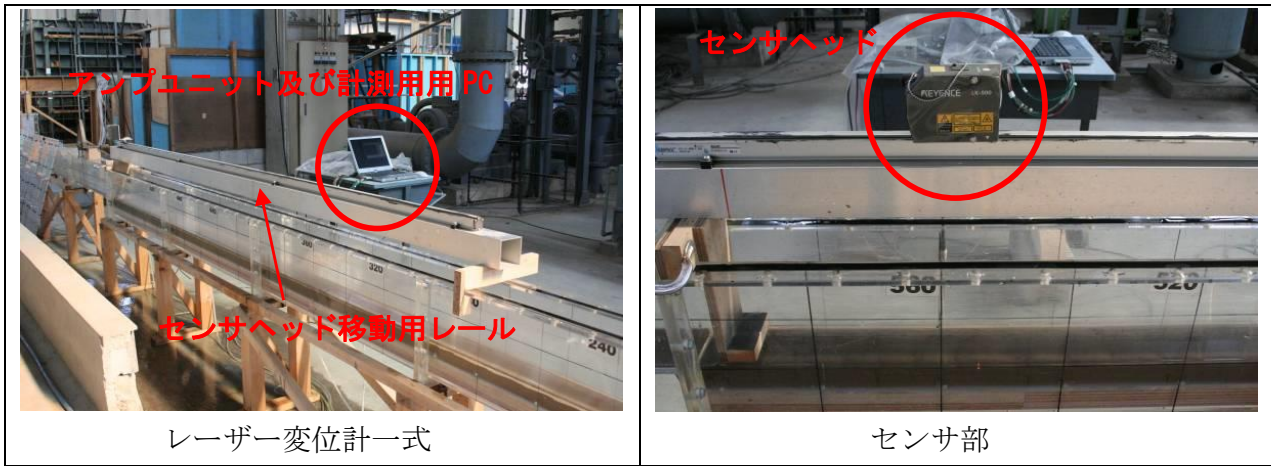 アンプユニット及び計測用用 PC
センサヘッド移動用レール
320
240
レーザー変位計一式
センサヘッド
KEYENCE
560
520
センサ部